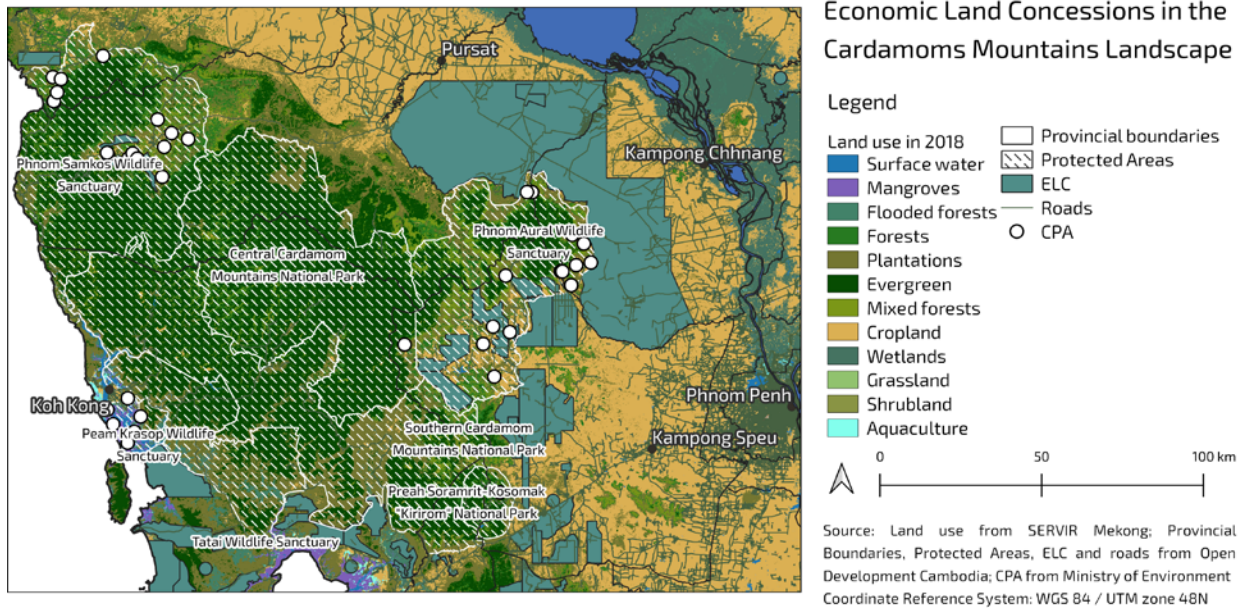 Economic Land Concessions in the
Cardamoms Mountains Landscape
Legend
Land use in 2018
Surface water
Mangroves
Flooded forests
Forests
Plantations
Evergreen
Mixed forests
Cropland
Wetlands
Grassland
Shrubland
Aquaculture
Provincial boundaries
Protected Areas
ELC
Roads
CPA
0 50 100 km
Source: Land use from SERVIR Mekong; Provincial
Boundaries, Protected Areas, ELC and roads from Open
Development Cambodia; CPA from Ministry of Environment
Coordinate Reference System: WGS 84 / UTM zone 48N
Pursat
Kampong Chhnang
Phnom Samkos Wildlife
Sanctuary
Phnom Aural Wildlife
Sanctuary
Central Cardamom
Mountains National Park
Phnom Penh
Koh Kong
Peam Krasop Wildlife
Sanctuary
Southern Cardamom
Mountains National Park
Kampong Speu
Preah Soramrit-Kosomak
"Kirirom" National Park
Tatai Wildlife Sanctuary